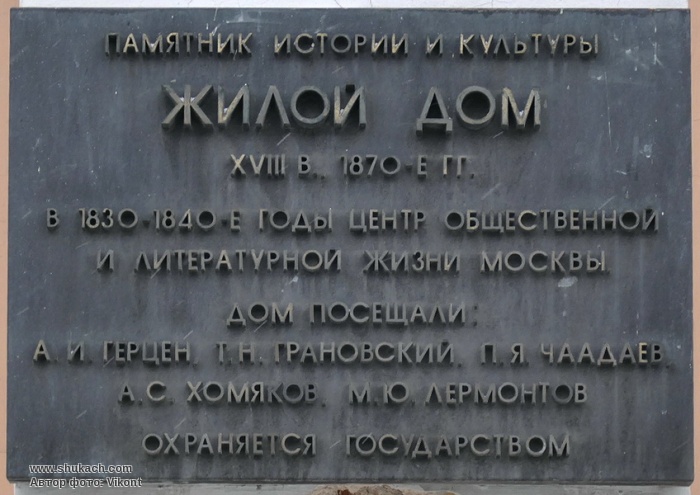 ПАМЯТНИК ИСТОРИИ И КУЛЬТУРЫ
ЖИЛОЙ ДОМ
XVIII В., 1870-Е ГГ.
В 1830-1840-Е ГОДЫ ЦЕНТР ОБЩЕСТВЕННОЙ
И ЛИТЕРАТУРНОЙ ЖИЗНИ МОСКВЫ.
ДОМ ПОСЕЩАЛИ:
А. И. ГЕРЦЕН, Т. Н. ГРАНОВСКИЙ, П. Я. ЧААДАЕВ,
А. С. ХОМЯКОВ, М. Ю. ЛЕРМОНТОВ
ОХРАНЯЕТСЯ ГОСУДАРСТВОМ
www.shukach.com
Автор фото: Vikont